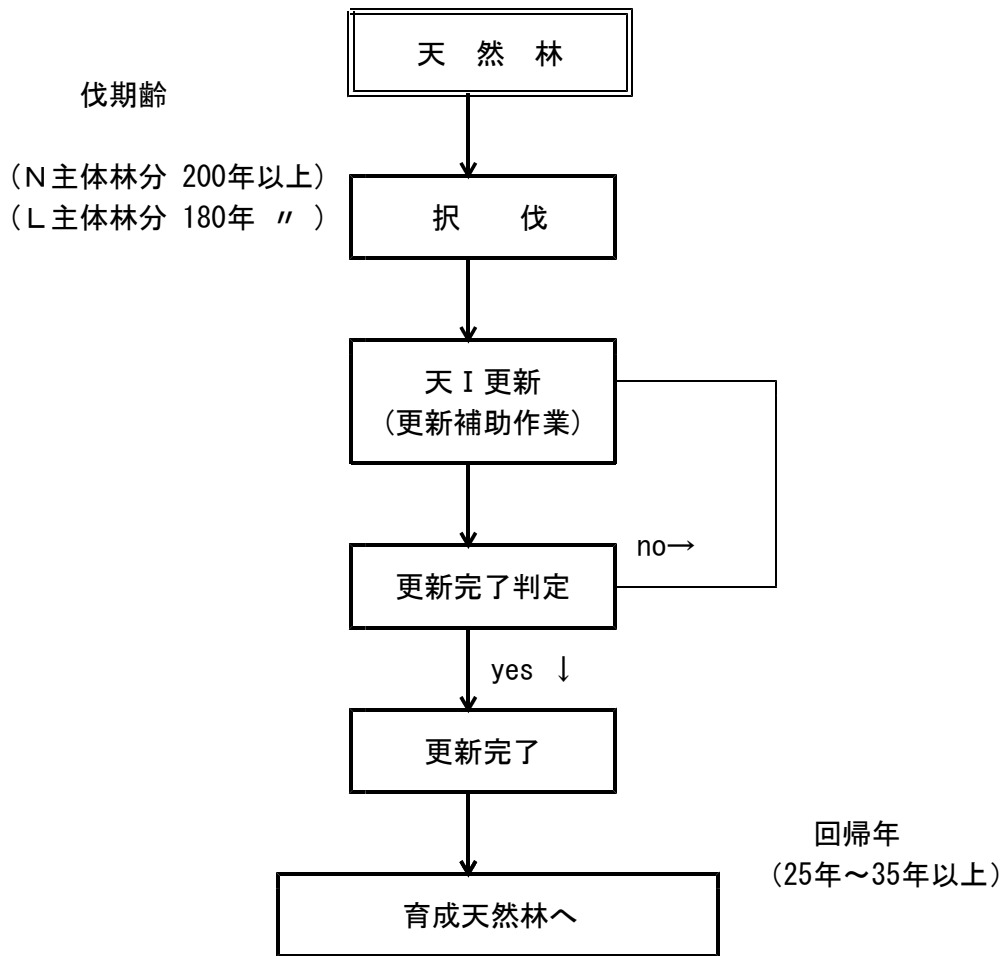 天　然　林
伐期齢
（Ｎ主体林分 200年以上）
（Ｌ主体林分 180年 〃 ）
択　　伐
天Ⅰ更新
（更新補助作業）
no→
更新完了判定
yes ↓
更新完了
回帰年
（25年～35年以上）
育成天然林へ